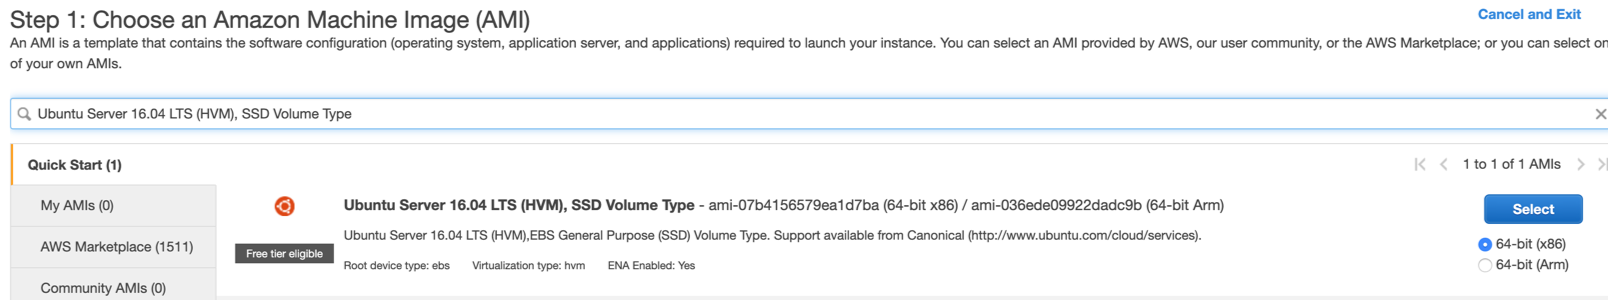 Step 1: Choose an Amazon Machine Image (AMI)
Cancel and Exit
An AMI is a template that contains the software configuration (operating system, application server, and applications) required to launch your instance. You can select an AMI provided by AWS, our user community, or the AWS Marketplace; or you can select on
of your own AMIs.
Ubuntu Server 16.04 LTS (HVM), SSD Volume Type
Quick Start (1)
1 to 1 of 1 AMIs
My AMIs (0)
AWS Marketplace (1511)
Community AMIs (0)
Free tier eligible
Ubuntu Server 16.04 LTS (HVM), SSD Volume Type - ami-07b4156579ea1d7ba (64-bit x86) / ami-036ede09922dadc9b (64-bit Arm)
Ubuntu Server 16.04 LTS (HVM),EBS General Purpose (SSD) Volume Type. Support available from Canonical (http://www.ubuntu.com/cloud/services).
Root device type: ebs Virtualization type: hvm ENA Enabled: Yes
Select
64-bit (x86)
64-bit (Arm)